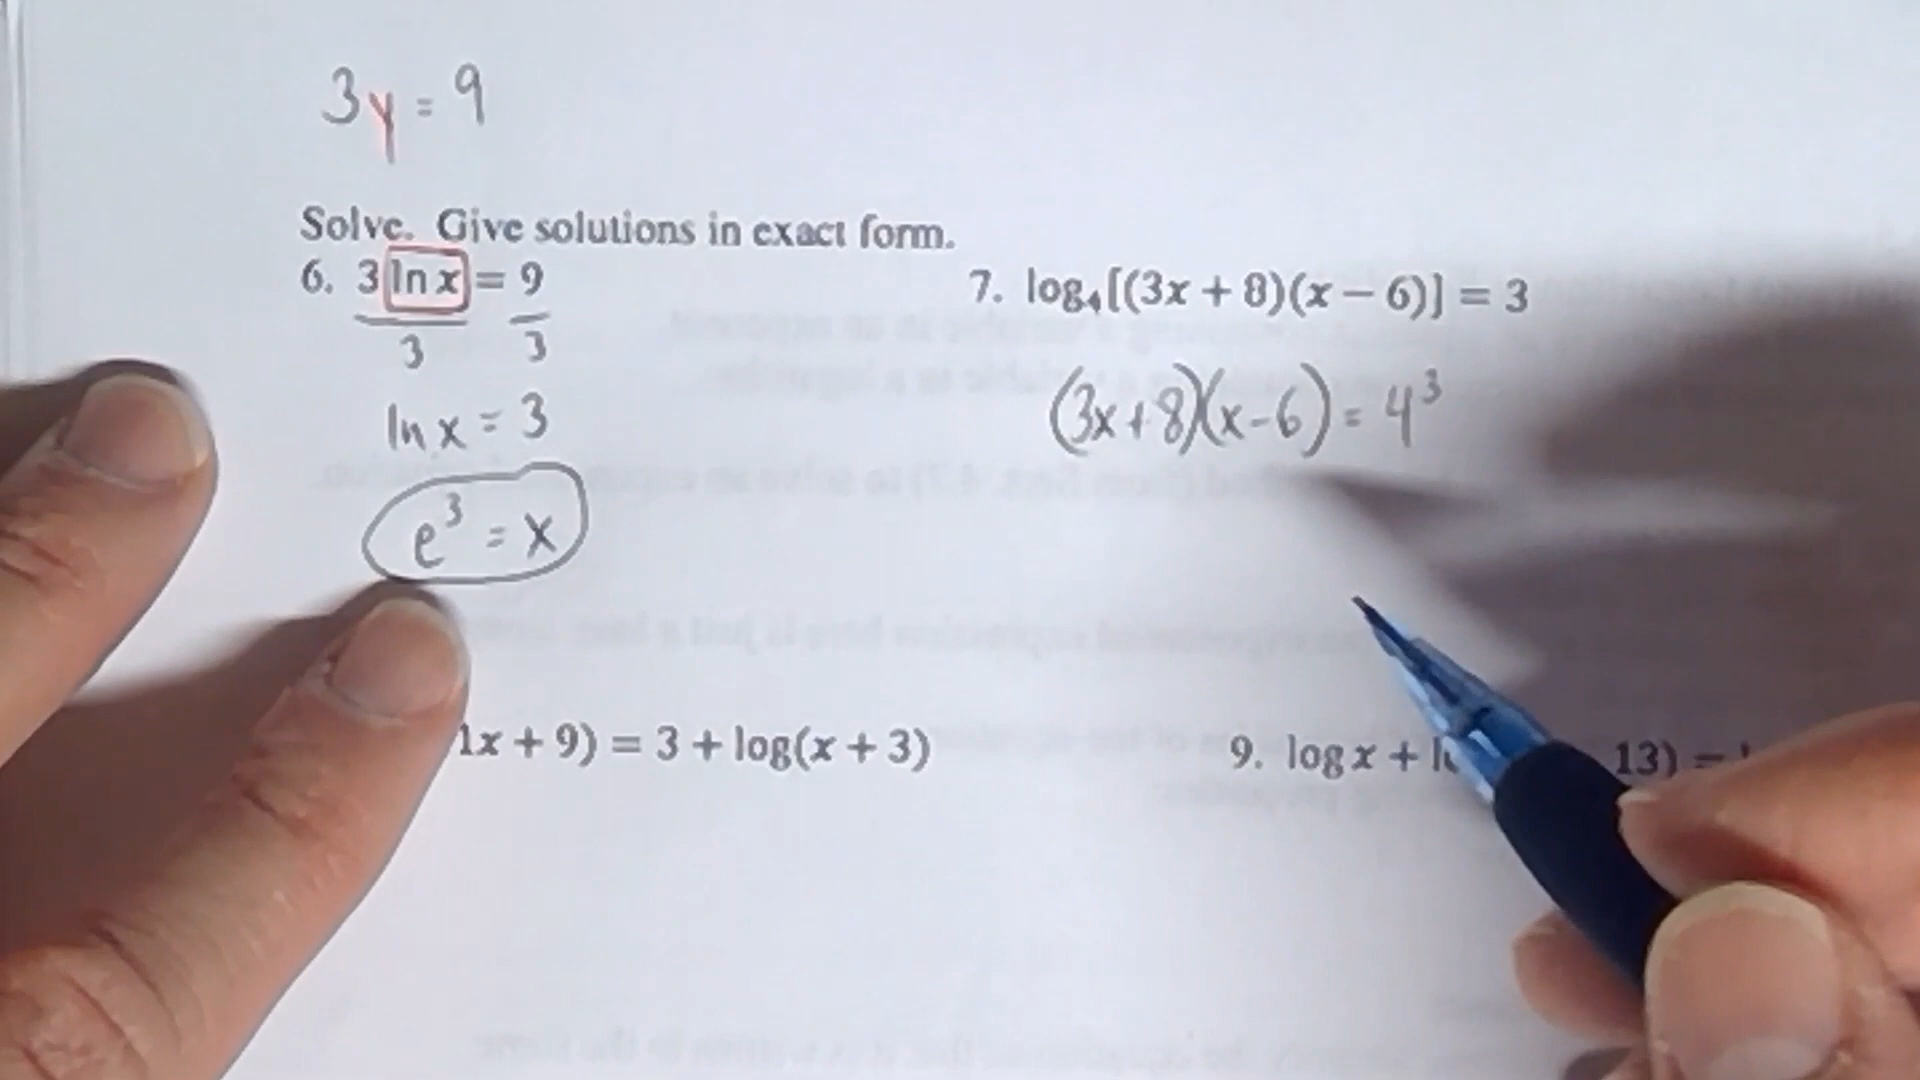 3y = 9
Solve. Give solutions in exact form.
6. 3 ln x = 9
3 3
ln x = 3
e³ = x
7. log₄[(3x + 8)(x − 6)] = 3
(3x+8)(x-6) = 4³
1x + 9) = 3 + log(x + 3)
9. log x + 13) =